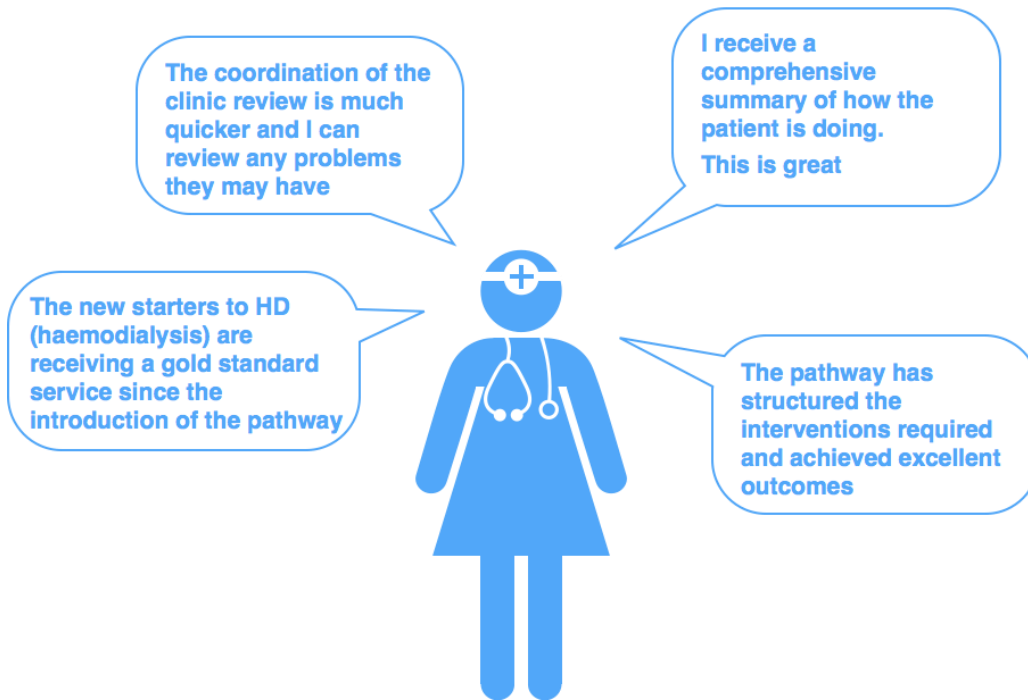 The coordination of the
clinic review is much
quicker and I can
review any problems
they may have
I receive a
comprehensive
summary of how the
patient is doing.
This is great
The new starters to HD
(haemodialysis) are
receiving a gold standard
service since the
introduction of the pathway
The pathway has
structured the
interventions required
and achieved excellent
outcomes